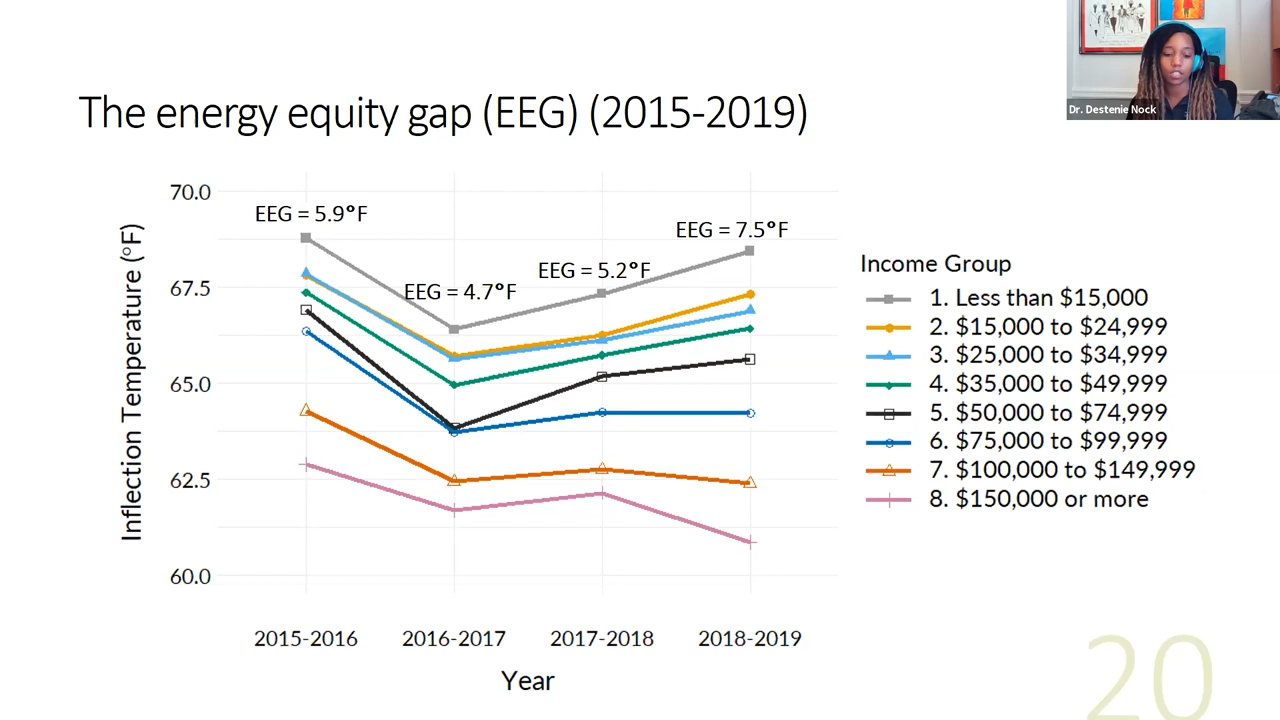 Dr. Destenie Nock
The energy equity gap (EEG) (2015-2019)
70.0
67.5
65.0
62.5
60.0
Inflection Temperature (°F)
EEG = 5.9°F
EEG = 4.7°F
EEG = 5.2°F
EEG = 7.5°F
2015-2016
2016-2017
2017-2018
2018-2019
Year
Income Group
1. Less than $15,000
2. $15,000 to $24,999
3. $25,000 to $34,999
4. $35,000 to $49,999
5. $50,000 to $74,999
6. $75,000 to $99,999
7. $100,000 to $149,999
8. $150,000 or more
20